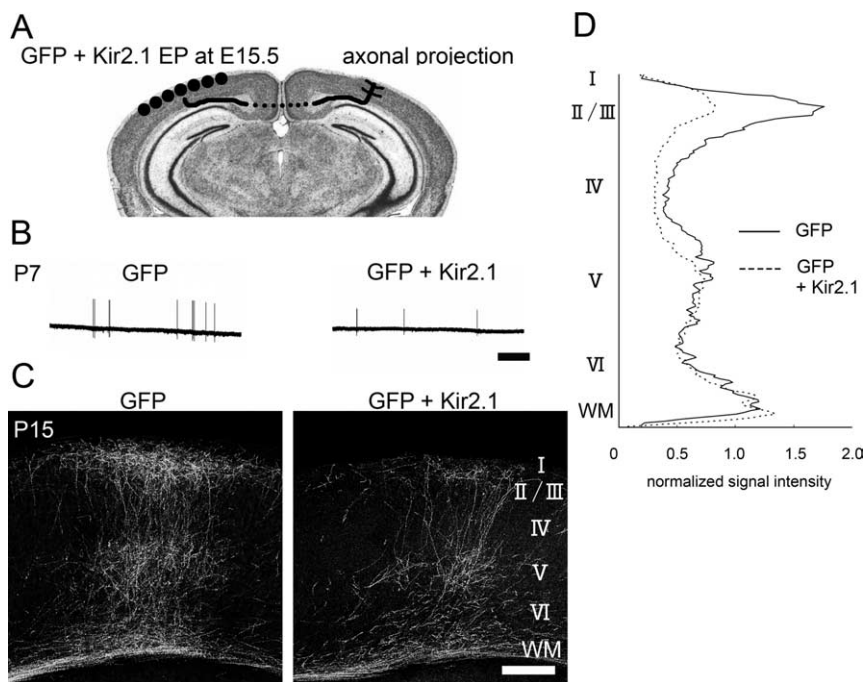 A
GFP + Kir2.1 EP at E15.5
axonal projection
B
P7
GFP
GFP + Kir2.1
C
GFP
GFP + Kir2.1
P15
I
Ⅱ/Ⅲ
Ⅳ
Ⅴ
Ⅵ
WM
D
I
Ⅱ/Ⅲ
Ⅳ
Ⅴ
Ⅵ
WM
GFP
GFP
+ Kir2.1
0 0.5 1.0 1.5 2.0
normalized signal intensity